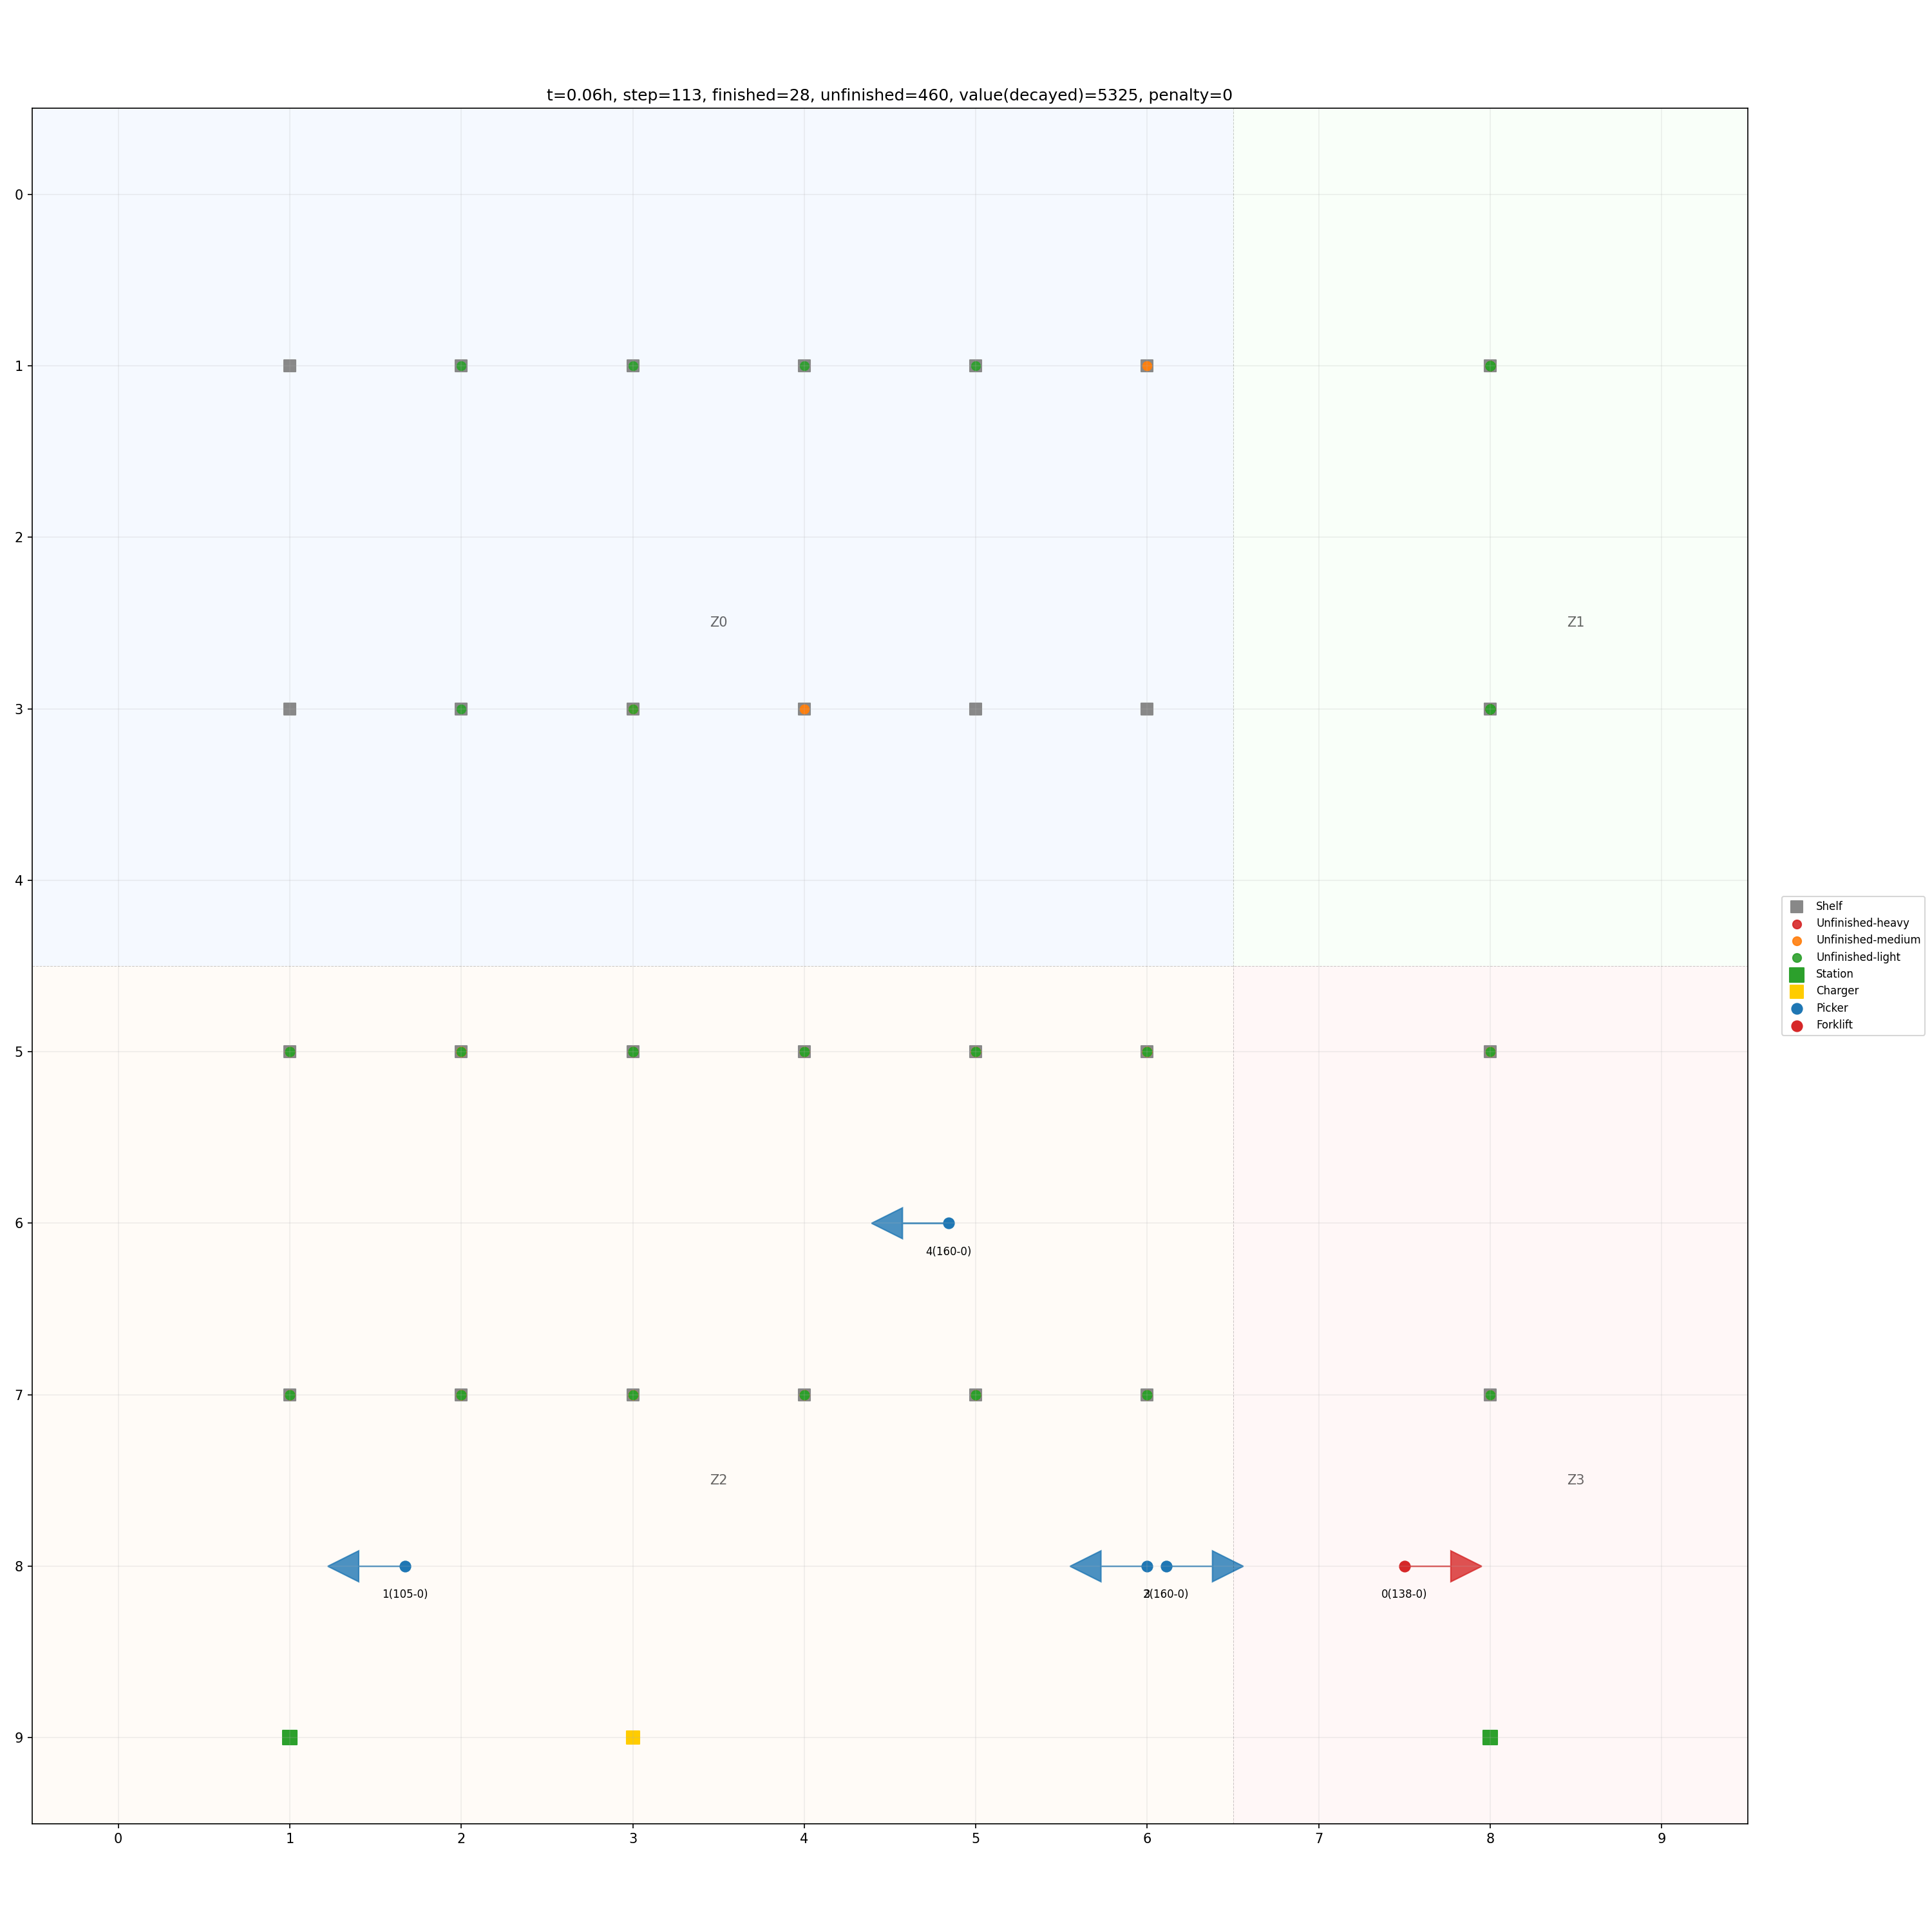 t=0.06h, step=113, finished=28, unfinished=460, value(decayed)=5325, penalty=0
0
1
2
Z0
Z1
3
4
Shelf
Unfinished-heavy
Unfinished-medium
Unfinished-light
Station
Charger
Picker
Forklift
5
6
4(160-0)
7
Z2
Z3
8
1(105-0)
(160-0)
0(138-0)
9
0 1 2 3 4 5 6 7 8 9